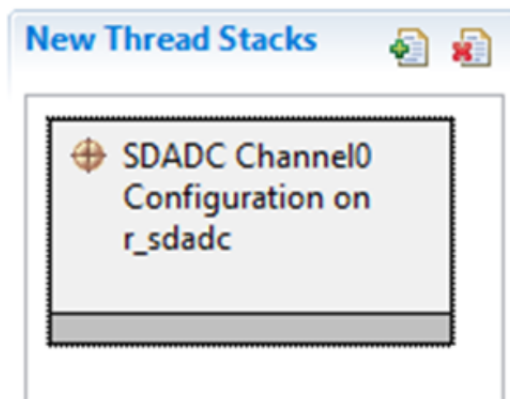 New Thread Stacks
SDADC Channel0
Configuration on
r_sdadc